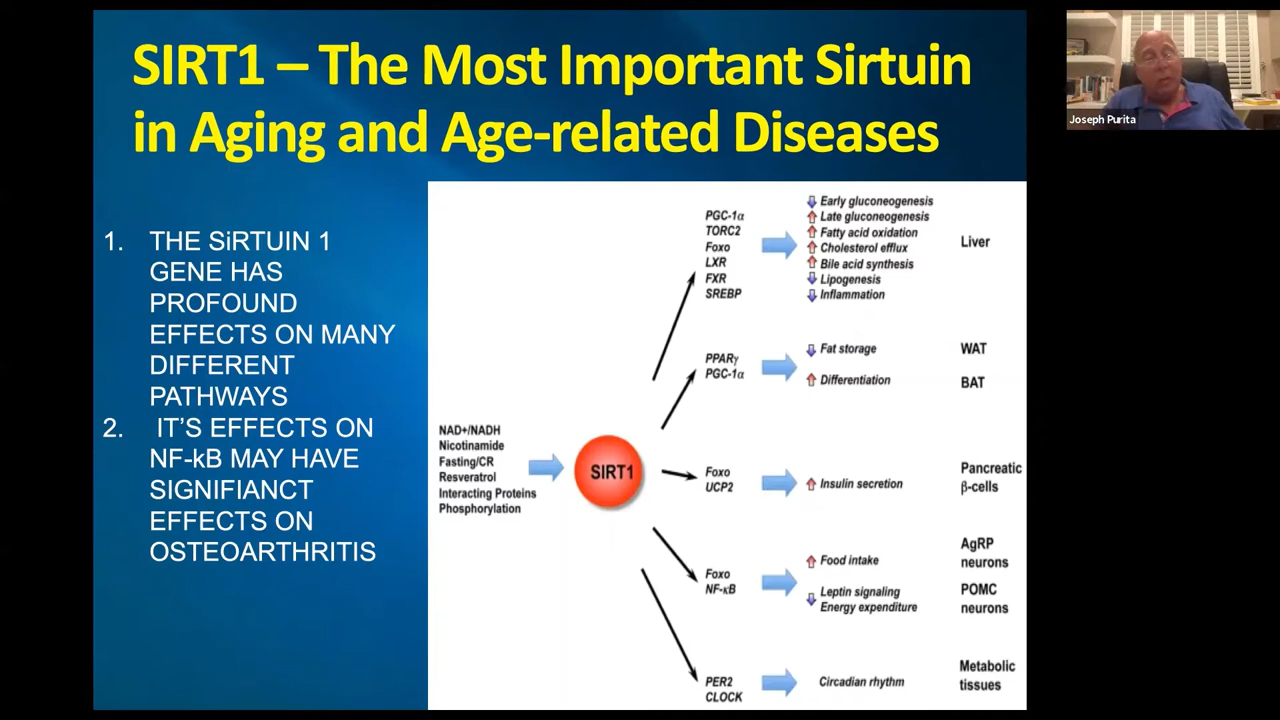 SIRT1 – The Most Important Sirtuin
in Aging and Age-related Diseases
Joseph Purita
1. THE SiRTUIN 1
GENE HAS
PROFOUND
EFFECTS ON MANY
DIFFERENT
PATHWAYS
2. IT’S EFFECTS ON
NF-kB MAY HAVE
SIGNIFIANCT
EFFECTS ON
OSTEOARTHRITIS
NAD+/NADH
Nicotinamide
Fasting/CR
Resveratrol
Interacting Proteins
Phosphorylation
SIRT1
PGC-1α
TORC2
Foxo
LXR
FXR
SREBP
Early gluconeogenesis
Late gluconeogenesis
Fatty acid oxidation
Cholesterol efflux
Bile acid synthesis
Lipogenesis
Inflammation
Liver
PPARγ
PGC-1α
Fat storage
Differentiation
WAT
BAT
Foxo
UCP2
Insulin secretion
Pancreatic
β-cells
Foxo
NF-κB
Food intake
Leptin signaling
Energy expenditure
AgRP
neurons
POMC
neurons
PER2
CLOCK
Circadian rhythm
Metabolic
tissues